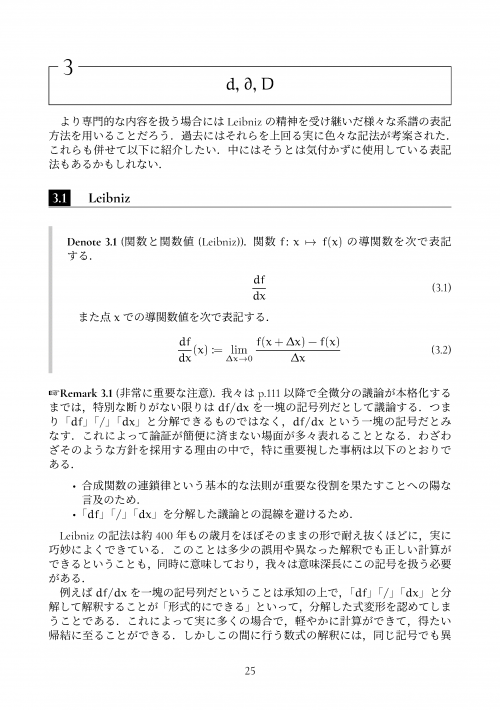 3
d, ∂, D
より専門的な内容を扱う場合には Leibniz の精神を受け継いだ様々な系譜の表記
方法を用いることだろう．過去にはそれらを上回る実に色々な記法が考案された．
これらも併せて以下に紹介したい．中にはそうとは気付かずに使用している表記
法もあるかもしれない．
3.1 Leibniz
Denote 3.1 (関数と関数値 (Leibniz)). 関数 f: x ↦ f(x) の導関数を次で表記
する．
df/dx (3.1)
また点 x での導関数値を次で表記する．
df/dx (x) := lim_{Δx→0} f(x + Δx) − f(x) / Δx (3.2)
☞Remark 3.1 (非常に重要な注意). 我々は p.111 以降で全微分の議論が本格化する
までは，特別な断りがない限りは df/dx を一塊の記号列だとして議論する．つま
り「df」「/」「dx」と分解できるものではなく，df/dx という一塊の記号だとみ
なす．これによって論証が簡便に済まない場面が多々表れることとなる．わざわ
ざそのような方針を採用する理由の中で，特に重要視した事柄は以下のとおりで
ある．
• 合成関数の連鎖律という基本的な法則が重要な役割を果たすことへの陽な
言及のため．
• 「df」「/」「dx」を分解した議論との混線を避けるため．
Leibniz の記法は約 400 年もの歳月をほぼそのままの形で耐え抜くほどに，実に
巧妙によくできている．このことは多少の誤用や異なった解釈でも正しい計算が
できるということも，同時に意味しており，我々は意味深長にこの記号を扱う必要
がある．
例えば df/dx を一塊の記号列だということは承知の上で，「df」「/」「dx」と分
解して解釈することが「形式的にできる」といって，分解した式変形を認めてしま
うことである．これによって実に多くの場合で，軽やかに計算ができて，得たい
帰結に至ることができる．しかしこの間に行う数式の解釈には，同じ記号でも異
25